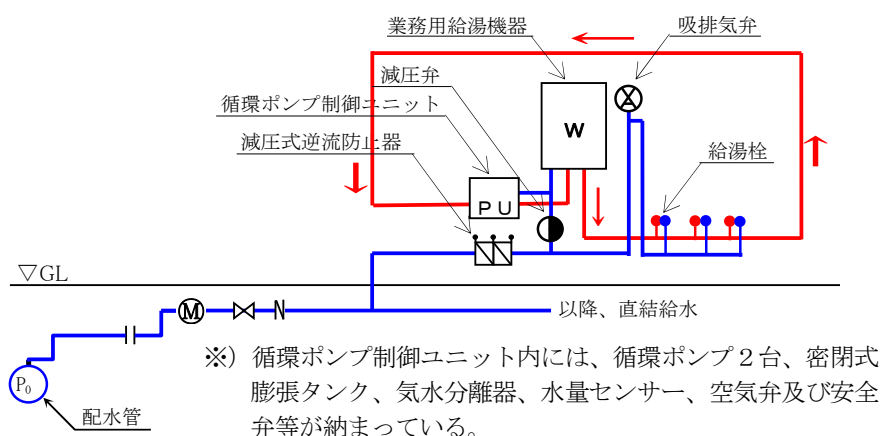 業務用給湯機器
吸排気弁
減圧弁
循環ポンプ制御ユニット
減圧式逆流防止器
W
給湯栓
PU
▽GL
M
以降、直結給水
P₀
配水管
※）循環ポンプ制御ユニット内には、循環ポンプ２台、密閉式
膨張タンク、気水分離器、水量センサー、空気弁及び安全
弁等が納まっている。